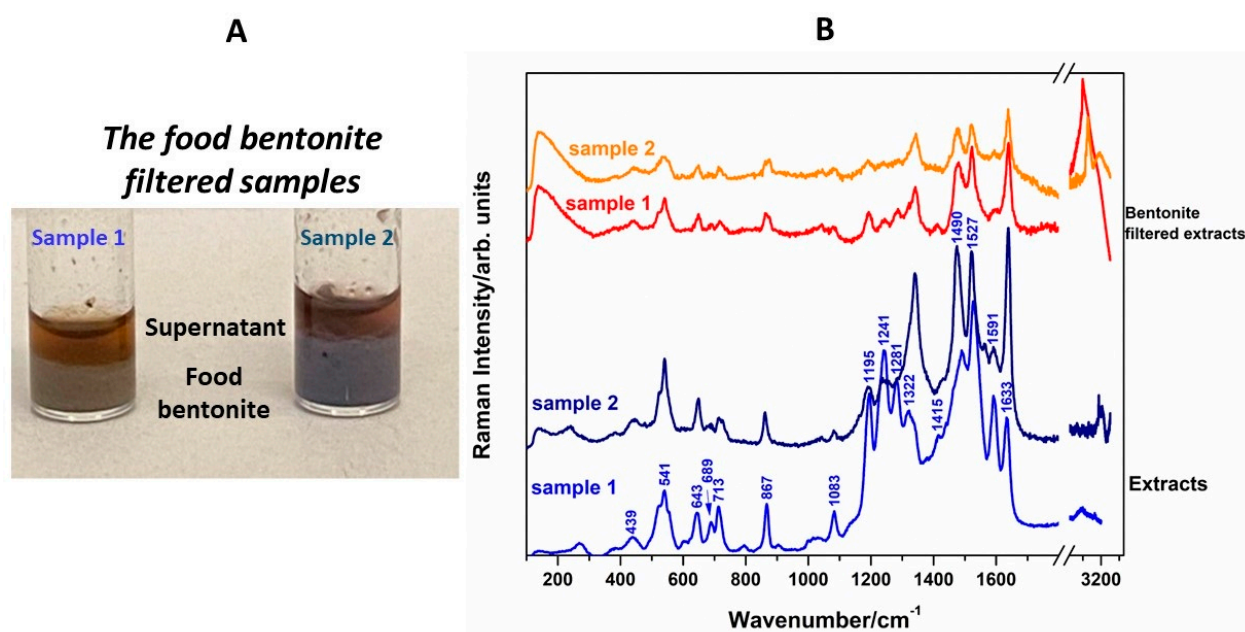 A
B
The food bentonite
filtered samples
Sample 1
Sample 2
Supernatant
Food
bentonite
Raman Intensity/arb. units
sample 2
sample 1
Bentonite
filtered extracts
sample 2
sample 1
Extracts
439
541
643
689
713
867
1083
1195
1241
1281
1322
1415
1490
1527
1591
1633
200
400
600
800
1000
1200
1400
1600
3200
Wavenumber/cm⁻¹